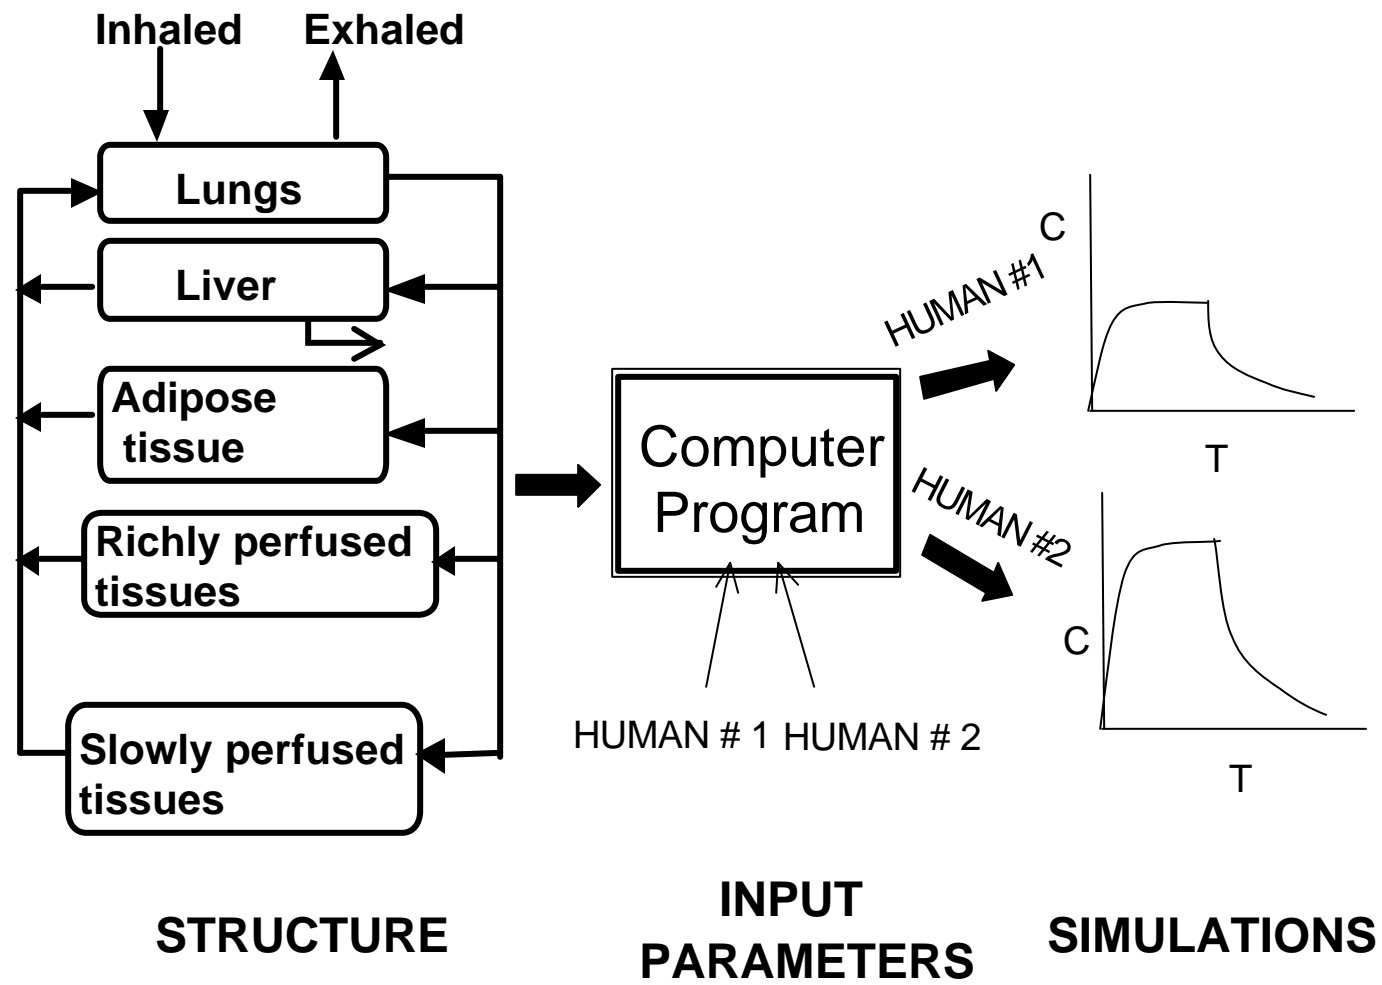 Inhaled Exhaled
Lungs
Liver
Adipose
tissue
Richly perfused
tissues
Slowly perfused
tissues
STRUCTURE
Computer
Program
HUMAN # 1 HUMAN # 2
INPUT
PARAMETERS
HUMAN #1
HUMAN #2
C
T
C
T
SIMULATIONS